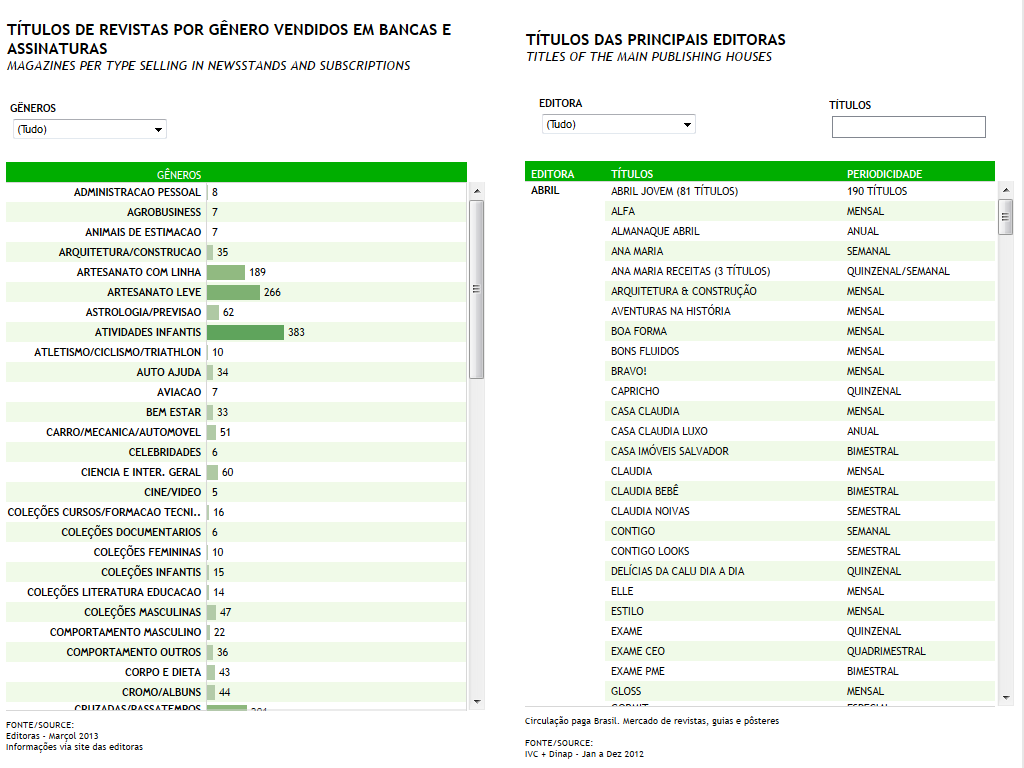 TÍTULOS DE REVISTAS POR GÊNERO VENDIDOS EM BANCAS E
ASSINATURAS
MAGAZINES PER TYPE SELLING IN NEWSSTANDS AND SUBSCRIPTIONS
GÊNEROS
(Tudo)
GÊNEROS
ADMINISTRACAO PESSOAL 8
AGROBUSINESS 7
ANIMAIS DE ESTIMACAO 7
ARQUITETURA/CONSTRUCAO 35
ARTESANATO COM LINHA 189
ARTESANATO LEVE 266
ASTROLOGIA/PREVISAO 62
ATIVIDADES INFANTIS 383
ATLETISMO/CICLISMO/TRIATHLON 10
AUTO AJUDA 34
AVIACAO 7
BEM ESTAR 33
CARRO/MECANICA/AUTOMOVEL 51
CELEBRIDADES 6
CIENCIA E INTER. GERAL 60
CINE/VIDEO 5
COLEÇÕES CURSOS/FORMACAO TECNI.. 16
COLEÇÕES DOCUMENTARIOS 6
COLEÇÕES FEMININAS 10
COLEÇÕES INFANTIS 15
COLEÇÕES LITERATURA EDUCACAO 14
COLEÇÕES MASCULINAS 47
COMPORTAMENTO MASCULINO 22
COMPORTAMENTO OUTROS 36
CORPO E DIETA 43
CROMO/ALBUNS 44
CRUZADAS/PASSATEMPOS
FONTE/SOURCE:
Editoras - Marçol 2013
Informações via site das editoras
TÍTULOS DAS PRINCIPAIS EDITORAS
TITLES OF THE MAIN PUBLISHING HOUSES
EDITORA
(Tudo)
TÍTULOS
EDITORA TÍTULOS PERIODICIDADE
ABRIL ABRIL JOVEM (81 TÍTULOS) 190 TÍTULOS
ALFA MENSAL
ALMANAQUE ABRIL ANUAL
ANA MARIA SEMANAL
ANA MARIA RECEITAS (3 TÍTULOS) QUINZENAL/SEMANAL
ARQUITETURA & CONSTRUÇÃO MENSAL
AVENTURAS NA HISTÓRIA MENSAL
BOA FORMA MENSAL
BONS FLUIDOS MENSAL
BRAVO! MENSAL
CAPRICHO QUINZENAL
CASA CLAUDIA MENSAL
CASA CLAUDIA LUXO ANUAL
CASA IMÓVEIS SALVADOR BIMESTRAL
CLAUDIA MENSAL
CLAUDIA BEBÊ BIMESTRAL
CLAUDIA NOIVAS SEMESTRAL
CONTIGO SEMANAL
CONTIGO LOOKS SEMESTRAL
DELÍCIAS DA CALU DIA A DIA QUINZENAL
ELLE MENSAL
ESTILO MENSAL
EXAME QUINZENAL
EXAME CEO QUADRIMESTRAL
EXAME PME BIMESTRAL
GLOSS MENSAL
Circulação paga Brasil. Mercado de revistas, guias e pôsteres
FONTE/SOURCE:
IVC + Dinap - Jan a Dez 2012